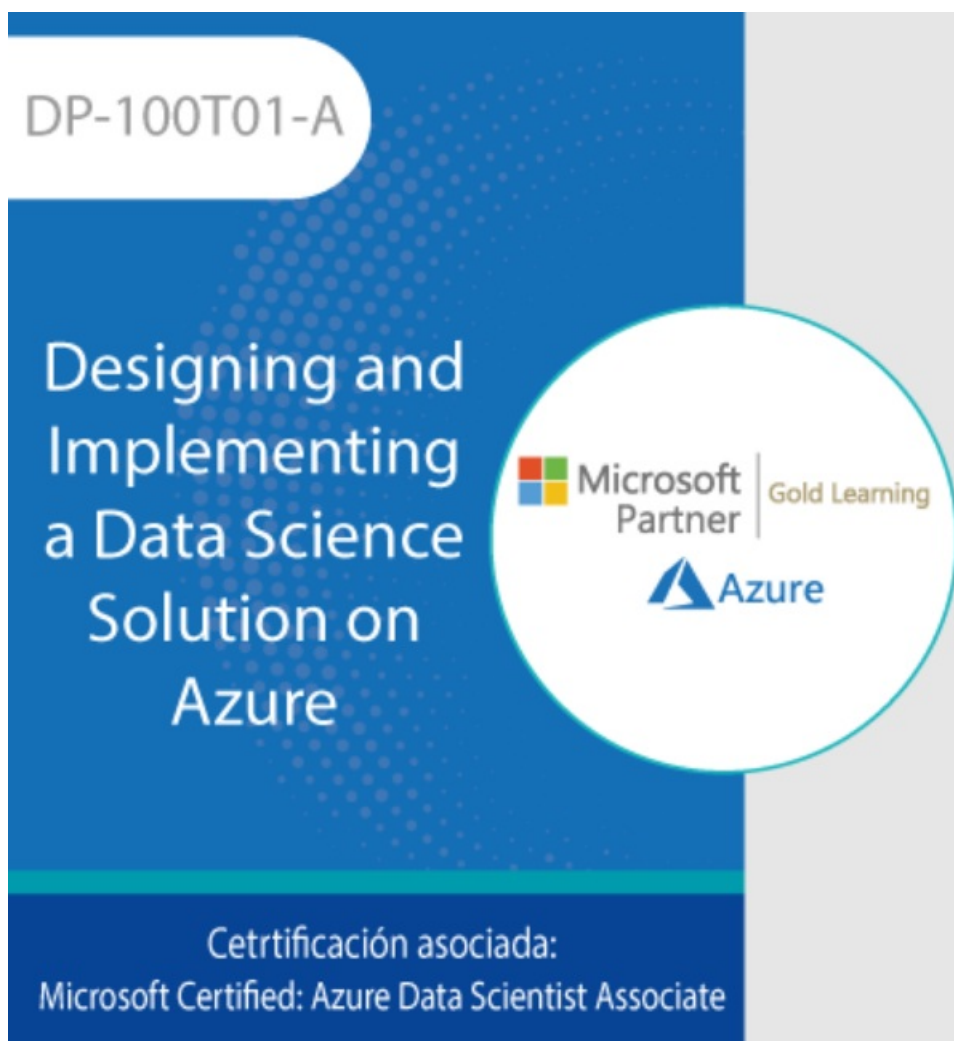 DP-100T01-A
Designing and
Implementing
a Data Science
Solution on
Azure
Microsoft
Partner
Gold Learning
Azure
Cetrtificación asociada:
Microsoft Certified: Azure Data Scientist Associate